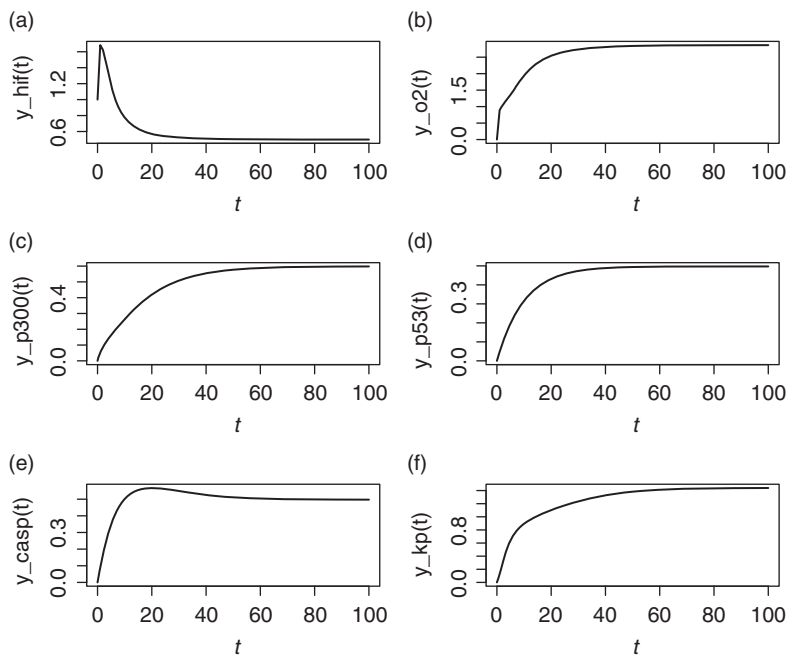 (a)
y_hif(t)
0.6 1.2
0 20 40 60 80 100
t
(b)
y_o2(t)
0.0 1.5
0 20 40 60 80 100
t
(c)
y_p300(t)
0.0 0.4
0 20 40 60 80 100
t
(d)
y_p53(t)
0.0 0.3
0 20 40 60 80 100
t
(e)
y_casp(t)
0.0 0.3
0 20 40 60 80 100
t
(f)
y_kp(t)
0.0 0.8
0 20 40 60 80 100
t